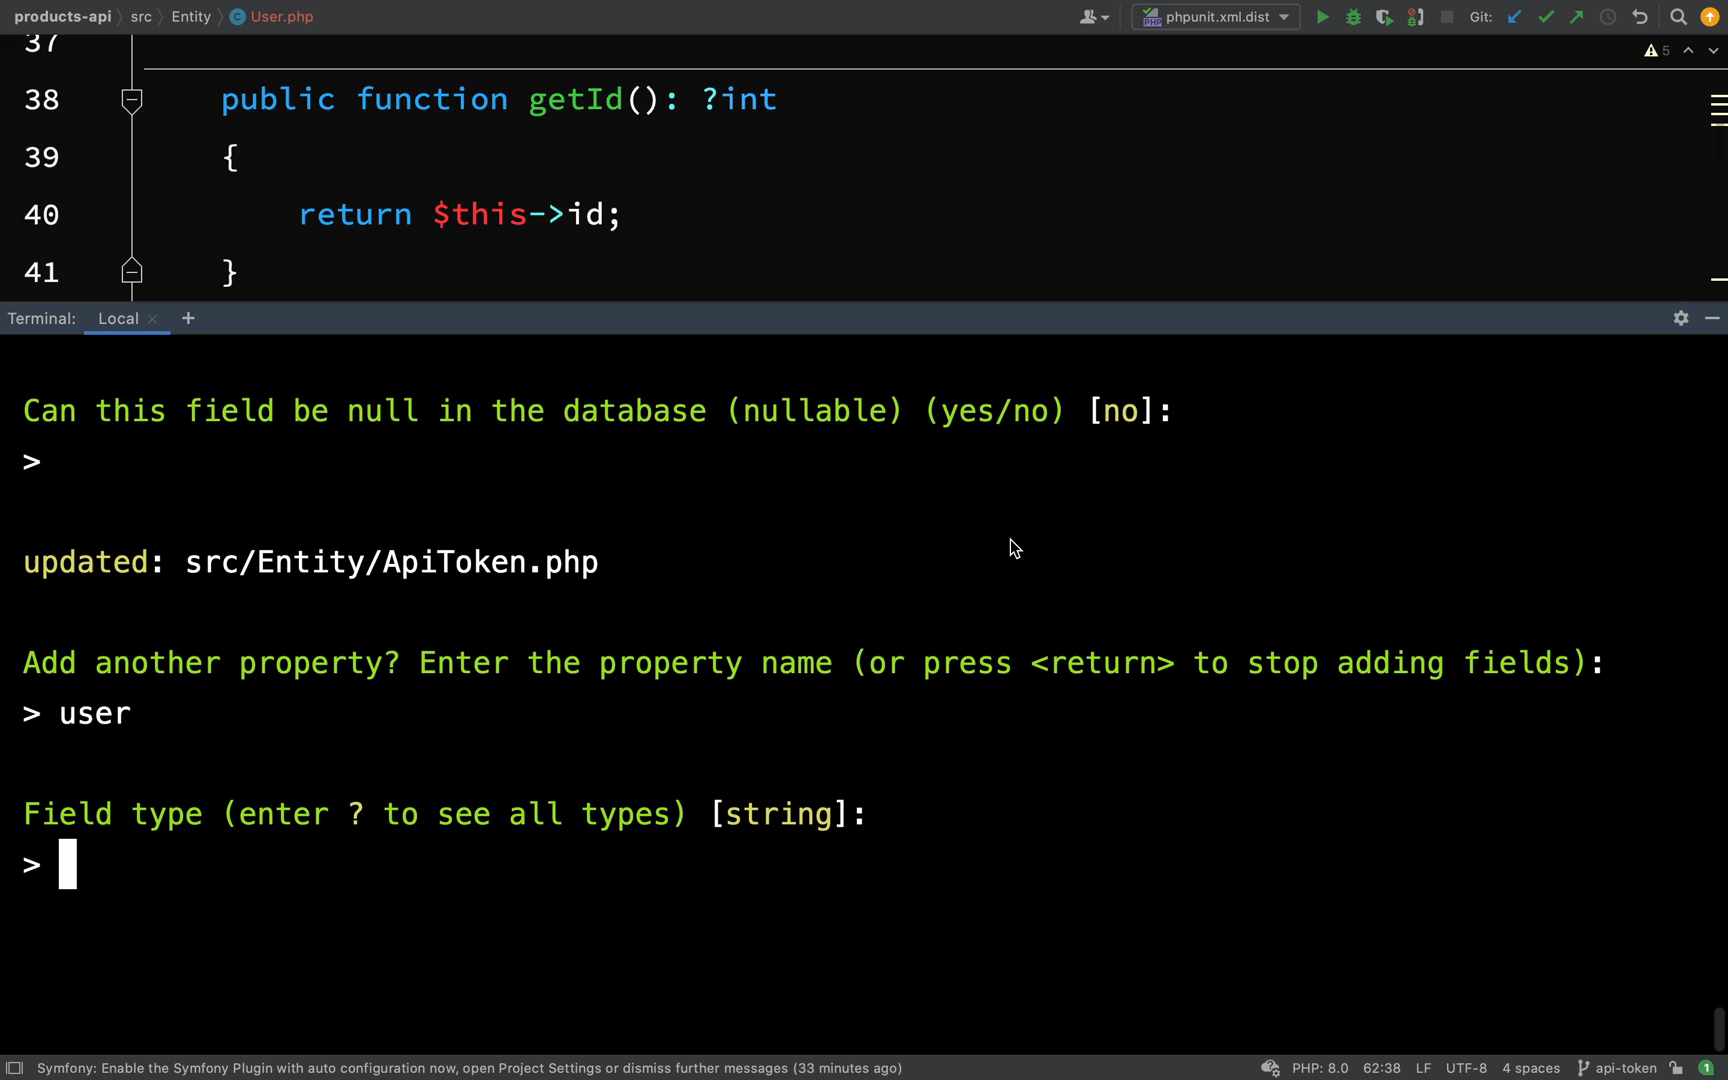 products-api src Entity User.php phpunit.xml.dist Git:
5
37
38 public function getId(): ?int
39 {
40 return $this->id;
41 }
Terminal: Local +
Can this field be null in the database (nullable) (yes/no) [no]:
>
updated: src/Entity/ApiToken.php
Add another property? Enter the property name (or press <return> to stop adding fields):
> user
Field type (enter ? to see all types) [string]:
>
Symfony: Enable the Symfony Plugin with auto configuration now, open Project Settings or dismiss further messages (33 minutes ago) PHP: 8.0 62:38 LF UTF-8 4 spaces api-token 1